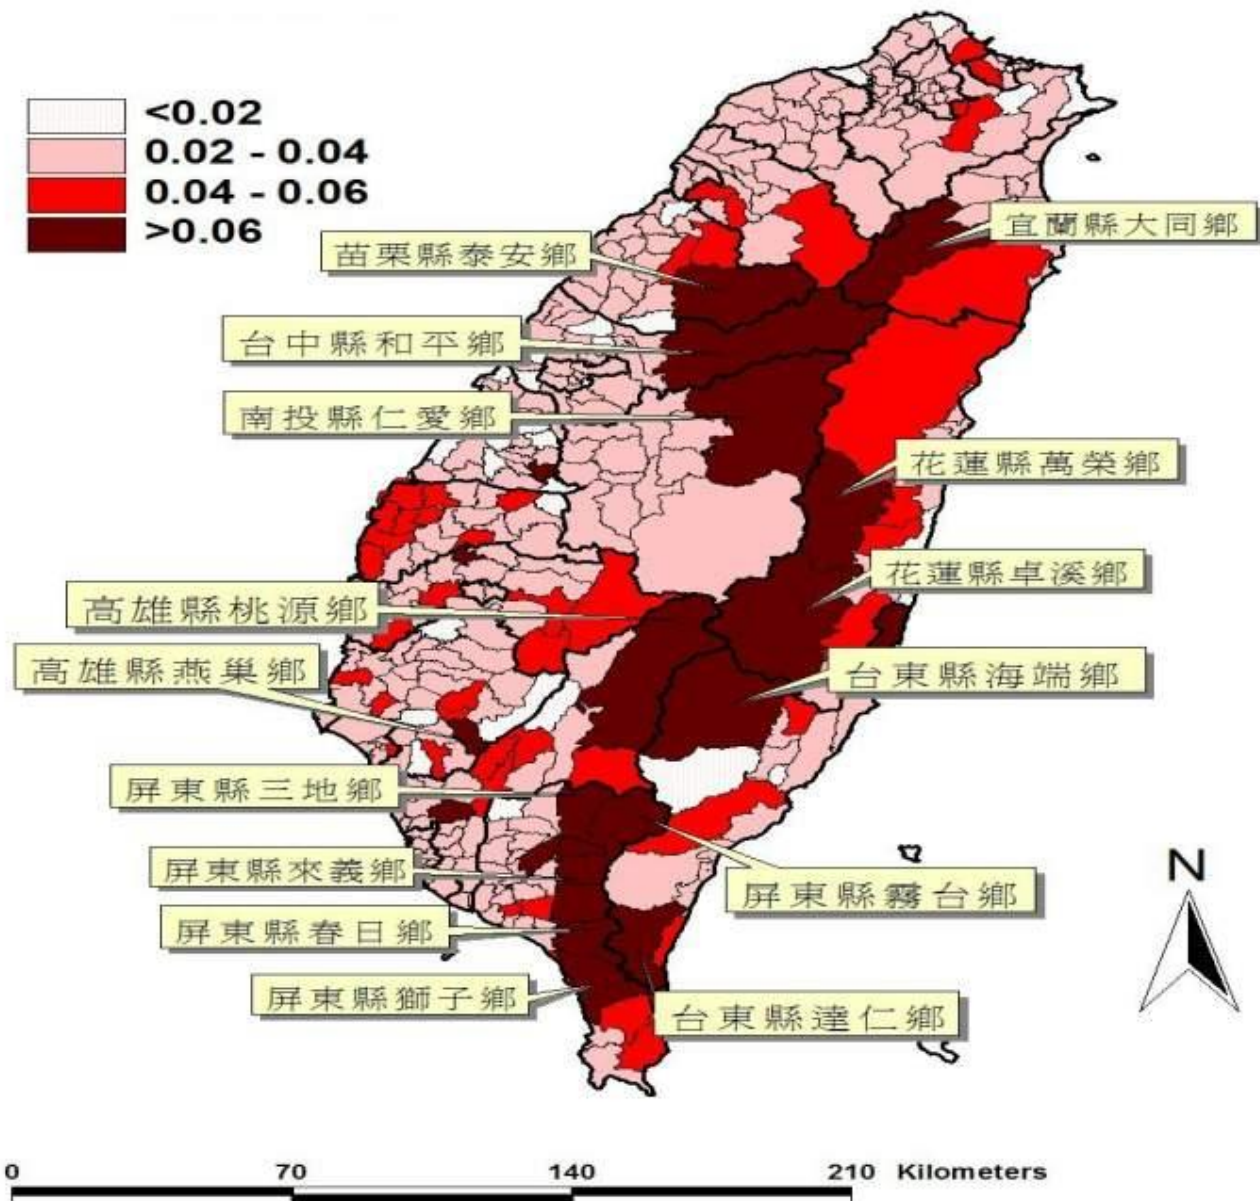 <0.02
0.02 - 0.04
0.04 - 0.06
>0.06
宜蘭縣大同鄉
苗栗縣泰安鄉
台中縣和平鄉
南投縣仁愛鄉
花蓮縣萬榮鄉
花蓮縣卓溪鄉
高雄縣桃源鄉
高雄縣燕巢鄉
台東縣海端鄉
屏東縣三地鄉
屏東縣來義鄉
屏東縣霧台鄉
屏東縣春日鄉
屏東縣獅子鄉
台東縣達仁鄉
N
0 70 140 210 Kilometers